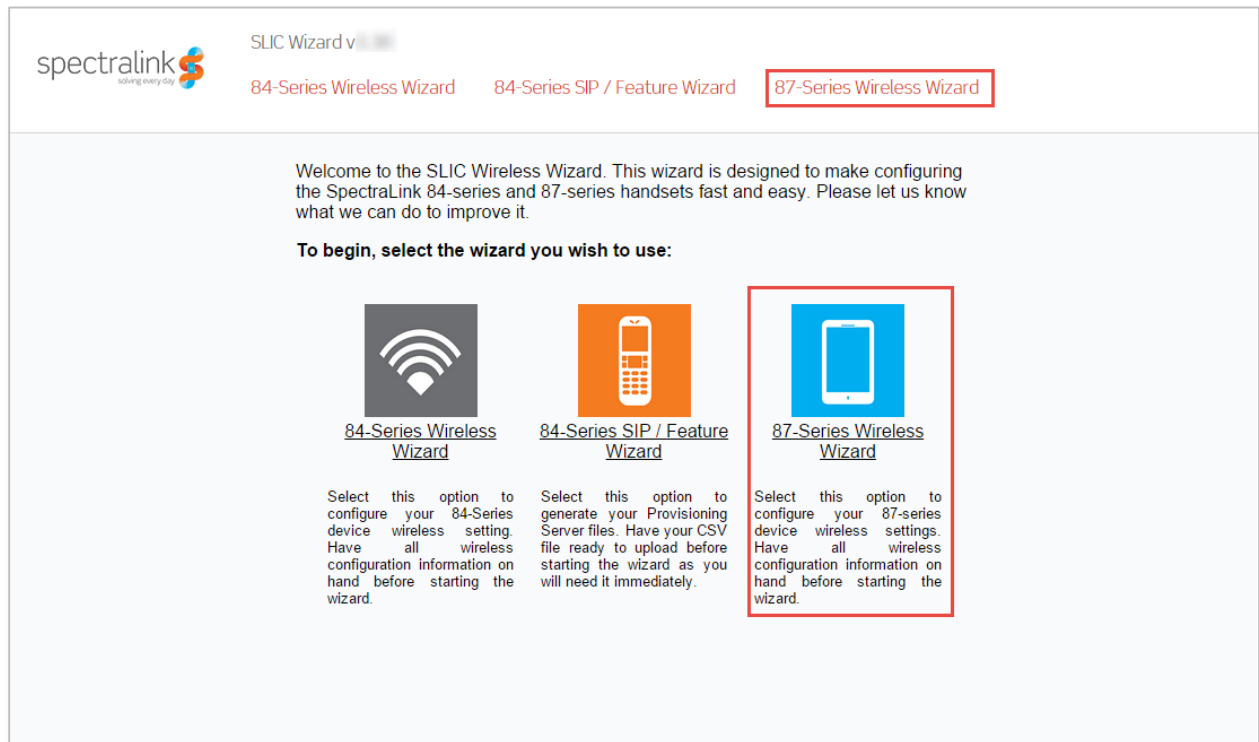 spectralink
solving every day
SLIC Wizard v
84-Series Wireless Wizard
84-Series SIP / Feature Wizard
87-Series Wireless Wizard
Welcome to the SLIC Wireless Wizard. This wizard is designed to make configuring
the SpectraLink 84-series and 87-series handsets fast and easy. Please let us know
what we can do to improve it.
To begin, select the wizard you wish to use:
84-Series Wireless
Wizard
Select this option to
configure your 84-Series
device wireless setting.
Have all wireless
configuration information on
hand before starting the
wizard.
84-Series SIP / Feature
Wizard
Select this option to
generate your Provisioning
Server files. Have your CSV
file ready to upload before
starting the wizard as you
will need it immediately.
87-Series Wireless
Wizard
Select this option to
configure your 87-series
device wireless settings.
Have all wireless
configuration information on
hand before starting the
wizard.